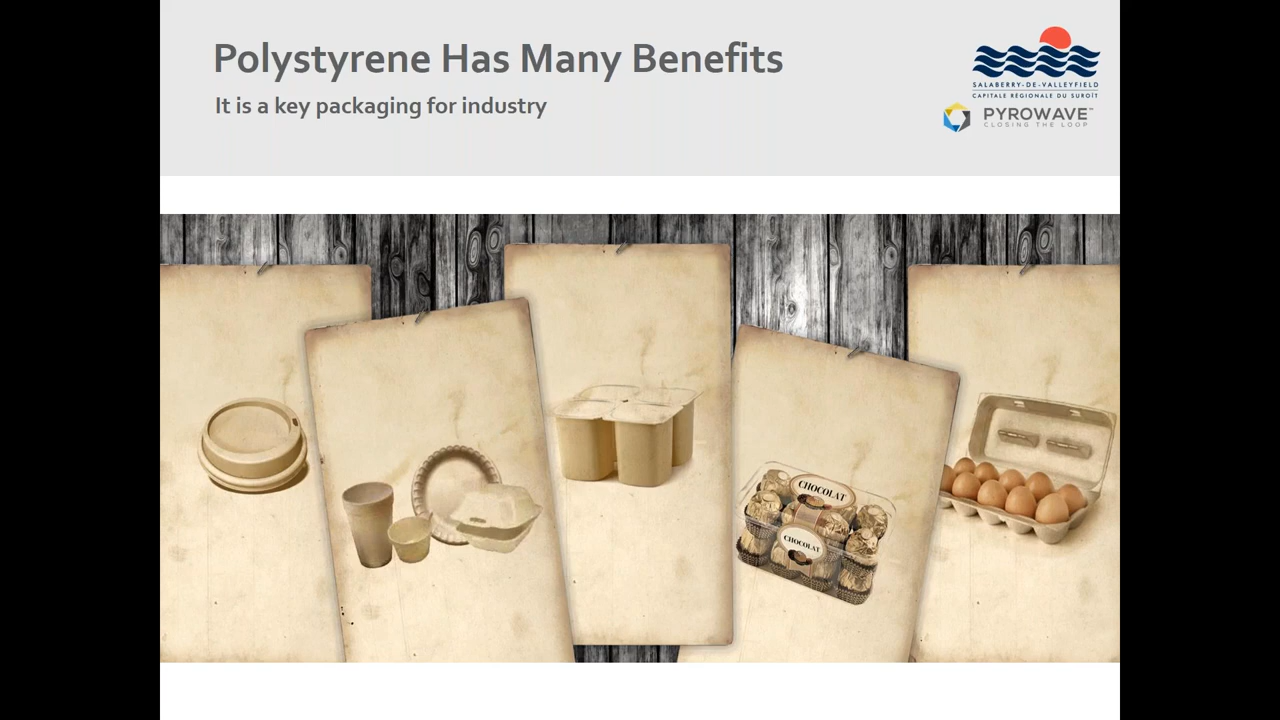 Polystyrene Has Many Benefits
It is a key packaging for industry
SALABERRY-DE-VALLEYFIELD
CAPITALE RÉGIONALE DU SUROÎT
PYROWAVE™
CLOSING THE LOOP
CHOCOLAT
CHOCOLAT